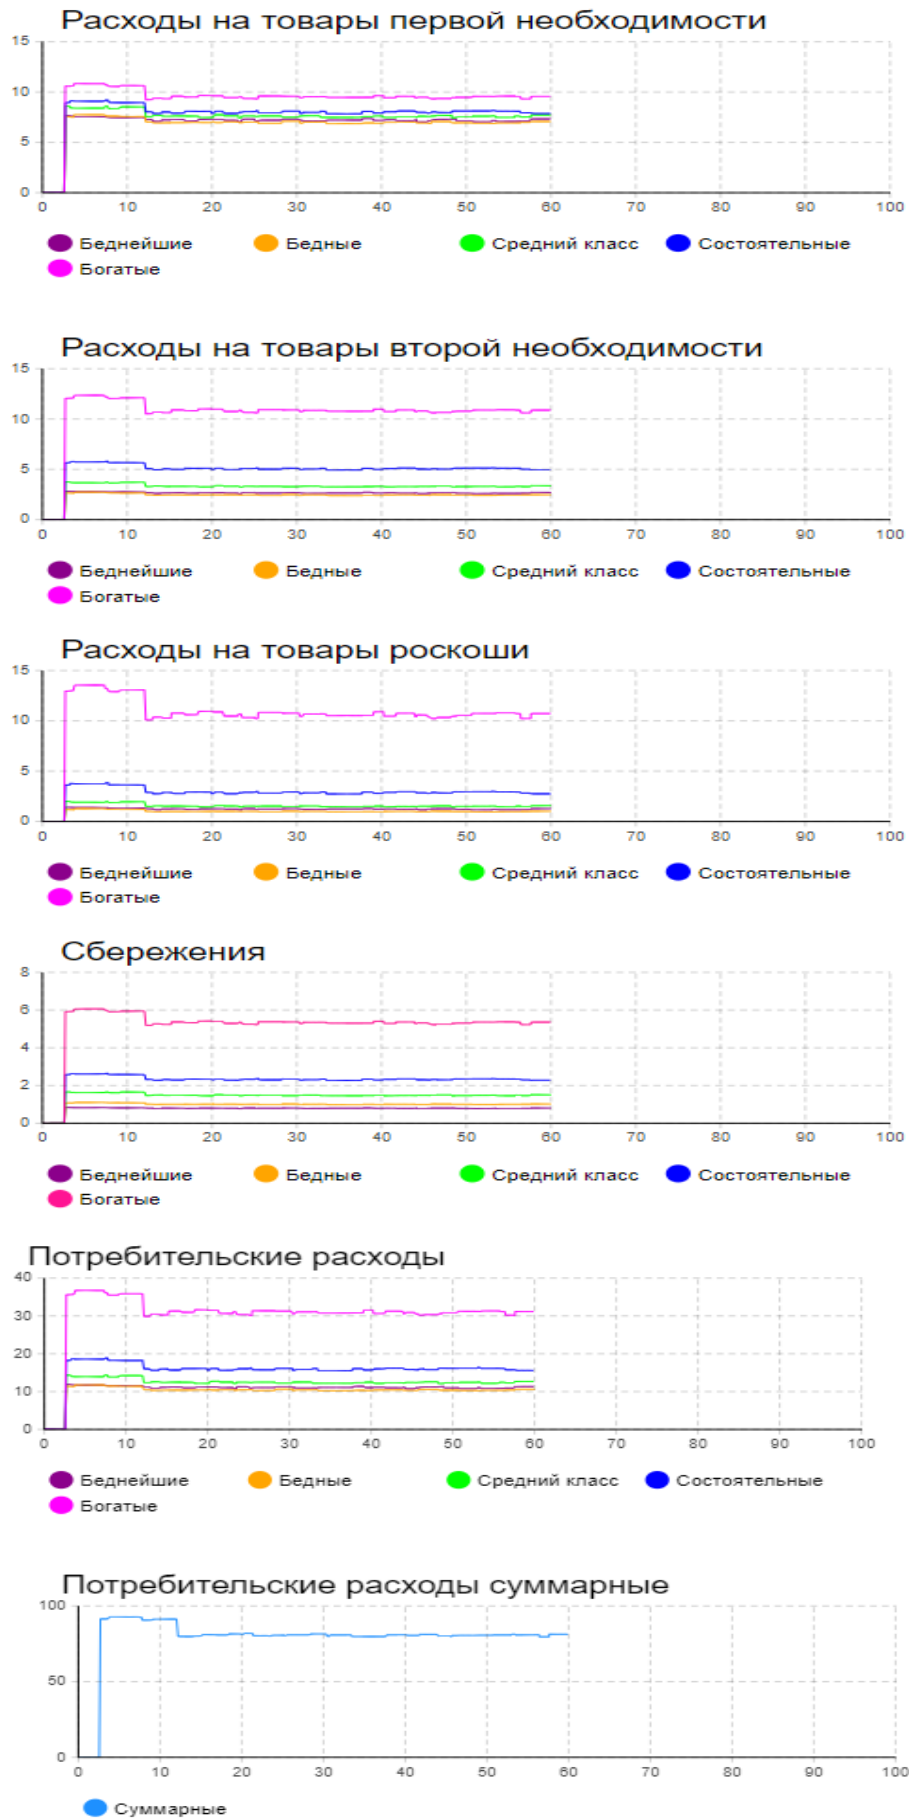 Расходы на товары первой необходимости
15
10
5
0
0 10 20 30 40 50 60 70 80 90 100
Беднейшие Бедные Средний класс Состоятельные
Богатые
Расходы на товары второй необходимости
15
10
5
0
0 10 20 30 40 50 60 70 80 90 100
Беднейшие Бедные Средний класс Состоятельные
Богатые
Расходы на товары роскоши
15
10
5
0
0 10 20 30 40 50 60 70 80 90 100
Беднейшие Бедные Средний класс Состоятельные
Богатые
Сбережения
8
6
4
2
0
0 10 20 30 40 50 60 70 80 90 100
Беднейшие Бедные Средний класс Состоятельные
Богатые
Потребительские расходы
40
30
20
10
0
0 10 20 30 40 50 60 70 80 90 100
Беднейшие Бедные Средний класс Состоятельные
Богатые
Потребительские расходы суммарные
100
50
0
0 10 20 30 40 50 60 70 80 90 100
Суммарные